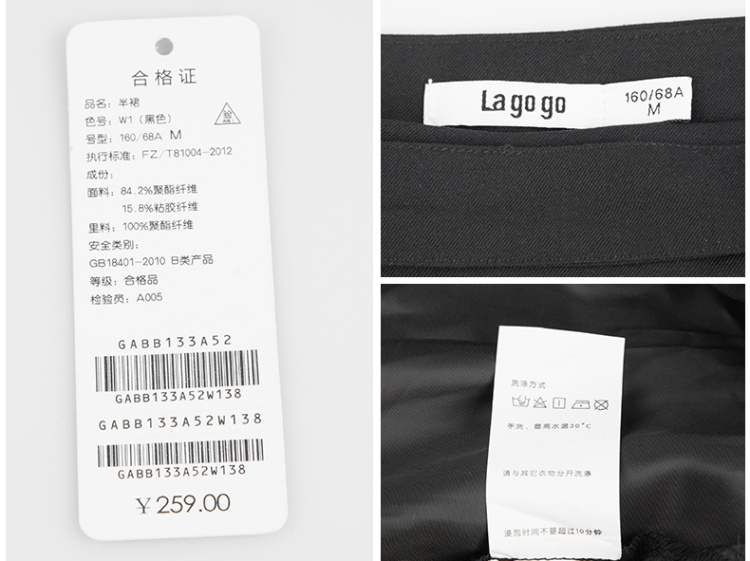 合格证
品名：半裙
色号：W1（黑色）
号型：160/68A M
执行标准：FZ/T81004-2012
成份：
面料：84.2%聚酯纤维
15.8%粘胶纤维
里料：100%聚酯纤维
安全类别：
GB18401-2010 B类产品
等级：合格品
检验员：A005
GABB133A52
GABB133A52W138
GABB133A52W138
GABB133A52W138
￥259.00
Lagogo
160/68A
M
洗涤方式
手洗、最高水温30°C
请与其它衣物分开洗涤
浸泡时间不要超过10分钟